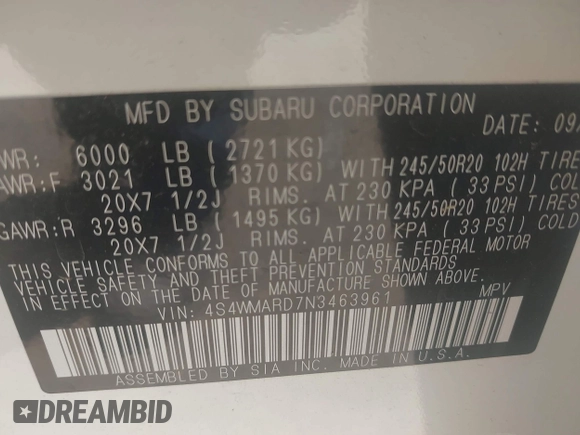 MFD BY SUBARU CORPORATION
DATE: 09
WR: 6000 LB ( 2721 KG)
AWR:F 3021 LB ( 1370 KG) WITH 245/50R20 102H TIRE
20X7 1/2J RIMS. AT 230 KPA ( 33 PSI) COL
GAWR:R 3296 LB ( 1495 KG) WITH 245/50R20 102H TIRES
20X7 1/2J RIMS. AT 230 KPA ( 33 PSI) COLD
THIS VEHICLE CONFORMS TO ALL APPLICABLE FEDERAL MOTOR
VEHICLE SAFETY AND THEFT PREVENTION STANDARDS
IN EFFECT ON THE DATE OF MANUFACTURE SHOWN ABOVE.
VIN: 4S4WMARD7N3463961 MPV
ASSEMBLED BY SIA INC. MADE IN U.S.A.
DREAMBID